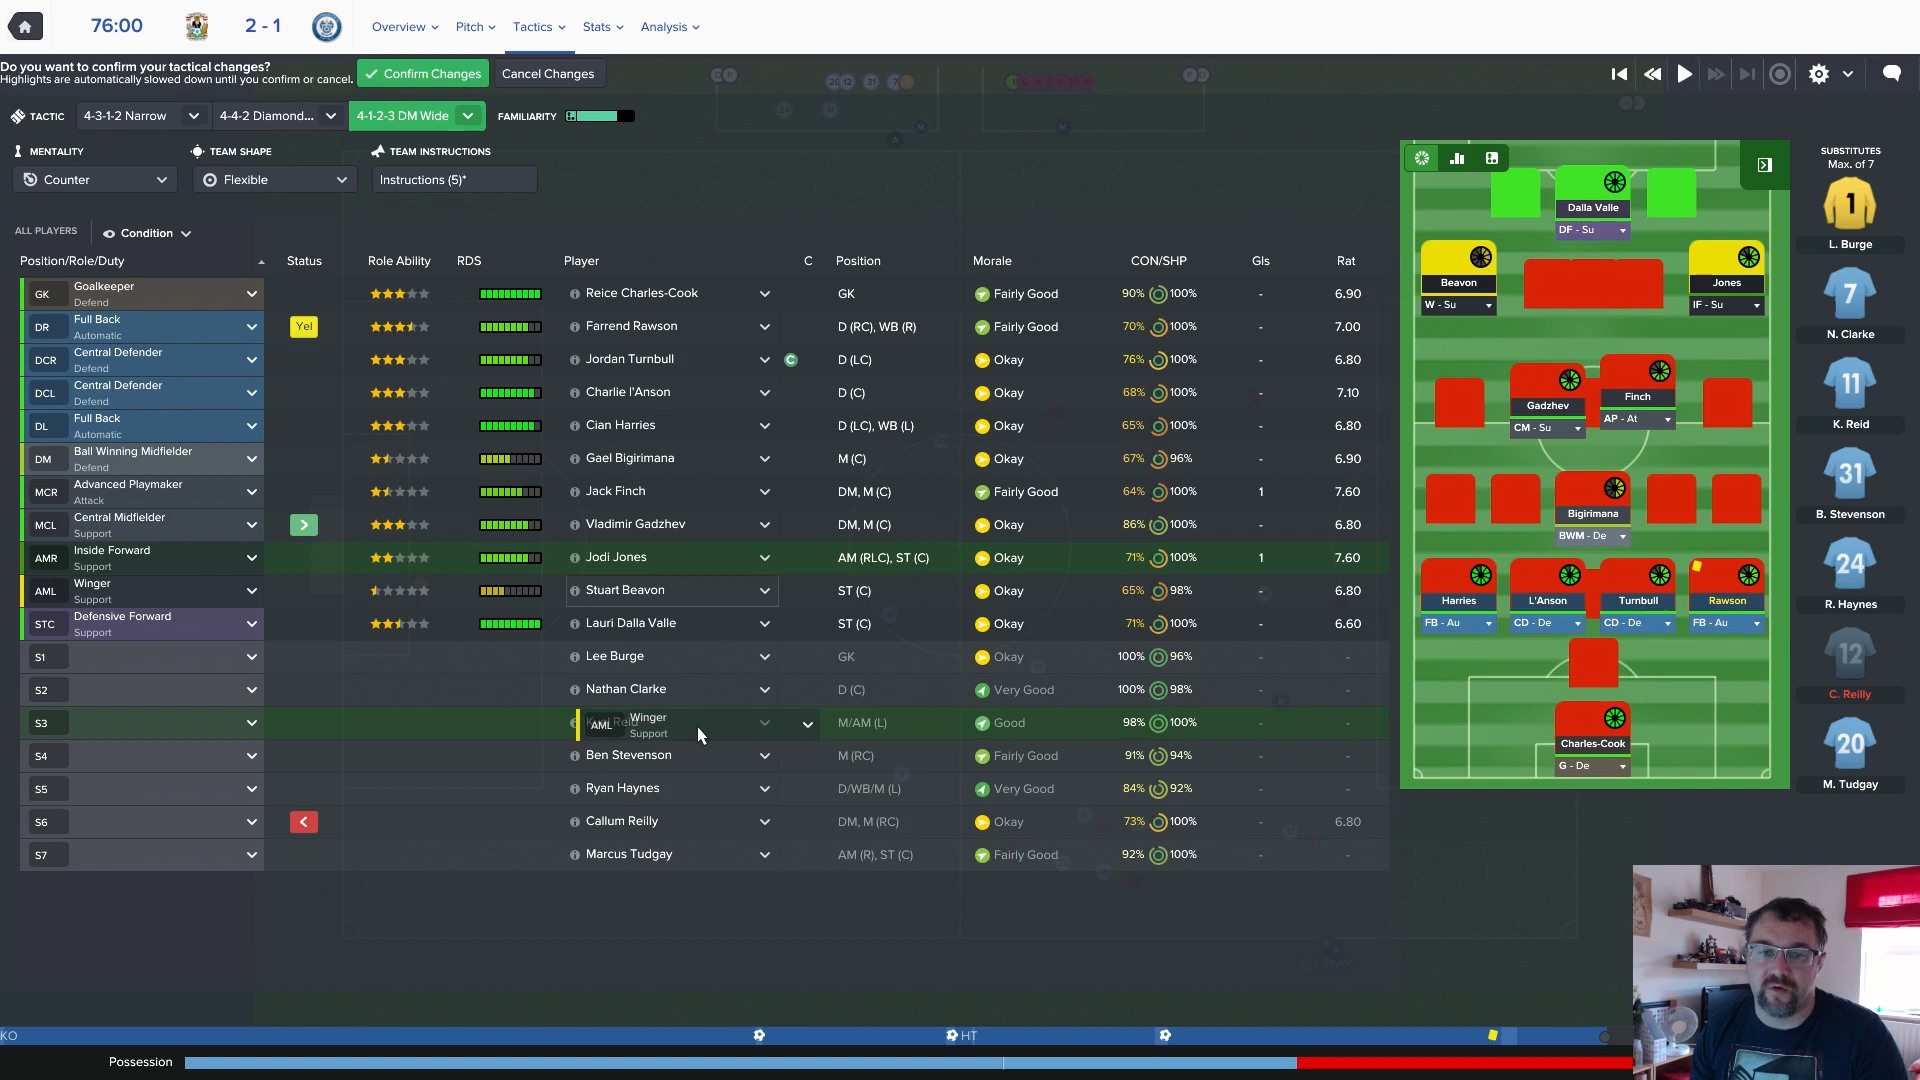 76:00
2 - 1
Overview
Pitch
Tactics
Stats
Analysis
Do you want to confirm your tactical changes?
Highlights are automatically slowed down until you confirm or cancel.
Confirm Changes
Cancel Changes
TACTIC
4-3-1-2 Narrow
4-4-2 Diamond...
4-1-2-3 DM Wide
FAMILIARITY
MENTALITY
TEAM SHAPE
TEAM INSTRUCTIONS
Counter
Flexible
Instructions (5)*
ALL PLAYERS
Condition
Position/Role/Duty Status Role Ability RDS Player C Position Morale CON/SHP Gls Rat
GK Goalkeeper Defend Reice Charles-Cook GK Fairly Good 90% 100% - 6.90
DR Full Back Automatic Yel Farrend Rawson D (RC), WB (R) Fairly Good 70% 100% - 7.00
DCR Central Defender Defend Jordan Turnbull C D (LC) Okay 76% 100% - 6.80
DCL Central Defender Defend Charlie l'Anson D (C) Okay 68% 100% - 7.10
DL Full Back Automatic Cian Harries D (LC), WB (L) Okay 65% 100% - 6.80
DM Ball Winning Midfielder Defend Gael Bigirimana M (C) Okay 67% 96% - 6.90
MCR Advanced Playmaker Attack Jack Finch DM, M (C) Fairly Good 64% 100% 1 7.60
MCL Central Midfielder Support Vladimir Gadzhev DM, M (C) Okay 86% 100% - 6.80
AMR Inside Forward Support Jodi Jones AM (RLC), ST (C) Okay 71% 100% 1 7.60
AML Winger Support Stuart Beavon ST (C) Okay 65% 98% - 6.80
STC Defensive Forward Support Lauri Dalla Valle ST (C) Okay 71% 100% - 6.60
S1 Lee Burge GK Okay 100% 96% - -
S2 Nathan Clarke D (C) Very Good 100% 98% - -
S3 AML Winger Support M/AM (L) Good 98% 100% - -
S4 Ben Stevenson M (RC) Fairly Good 91% 94% - -
S5 Ryan Haynes D/WB/M (L) Very Good 84% 92% - -
S6 Callum Reilly DM, M (RC) Okay 73% 100% - 6.80
S7 Marcus Tudgay AM (R), ST (C) Fairly Good 92% 100% - -
Dalla Valle
DF - Su
Beavon
W - Su
Jones
IF - Su
Gadzhev
CM - Su
Finch
AP - At
Bigirimana
BWM - De
Harries
FB - Au
L'Anson
CD - De
Turnbull
CD - De
Rawson
FB - Au
Charles-Cook
G - De
SUBSTITUTES
Max. of 7
1
L. Burge
7
N. Clarke
11
K. Reid
31
B. Stevenson
24
R. Haynes
12
C. Reilly
20
M. Tudgay
KO
HT
Possession